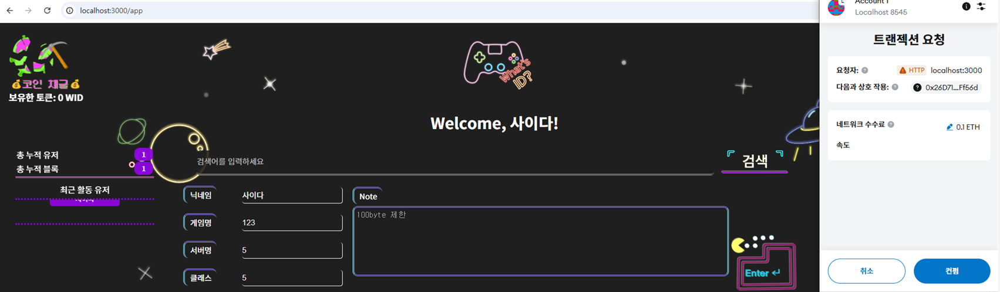 localhost:3000/app
Account 1
Localhost 8545
💰코인 채굴💰
보유한 토큰: 0 WID
What's
ID?
Welcome, 사이다!
총 누적 유저 1
총 누적 블록 1
최근 활동 유저
검색어를 입력하세요
검색
닉네임 사이다
게임명 123
서버명 5
클래스 5
Note
100byte 제한
Enter ↵
트랜잭션 요청
요청자: HTTP localhost:3000
다음과 상호 작용: 0x26D71...Ff56d
네트워크 수수료 0.1 ETH
속도
취소
컨펌